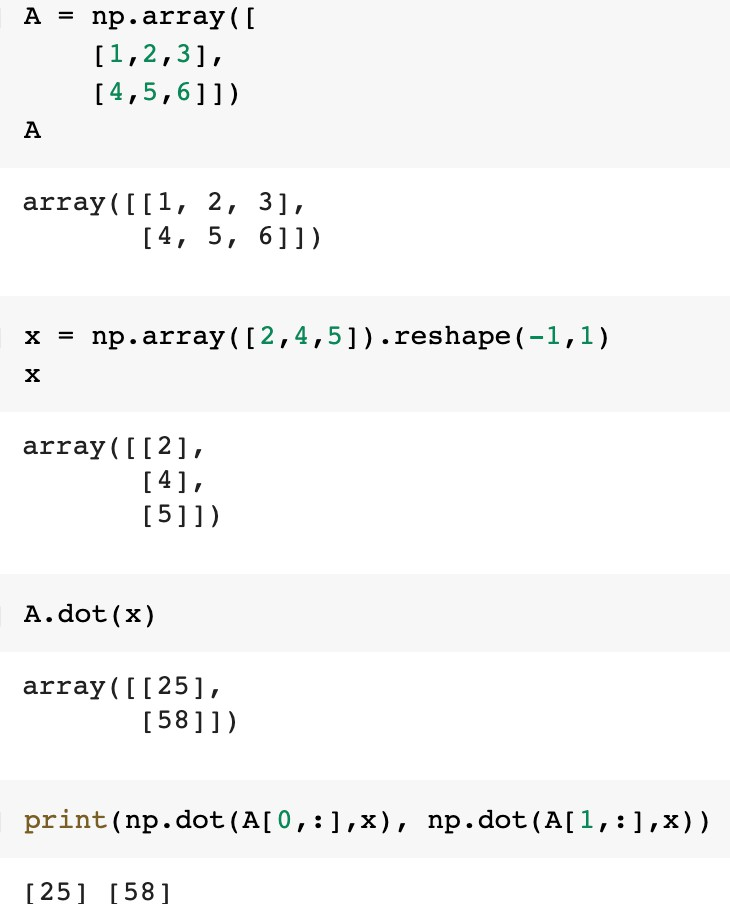 A = np.array([
    [1,2,3],
    [4,5,6]])
A
array([[1, 2, 3],
       [4, 5, 6]])
x = np.array([2,4,5]).reshape(-1,1)
x
array([[2],
       [4],
       [5]])
A.dot(x)
array([[25],
       [58]])
print(np.dot(A[0,:],x), np.dot(A[1,:],x))
[25] [58]